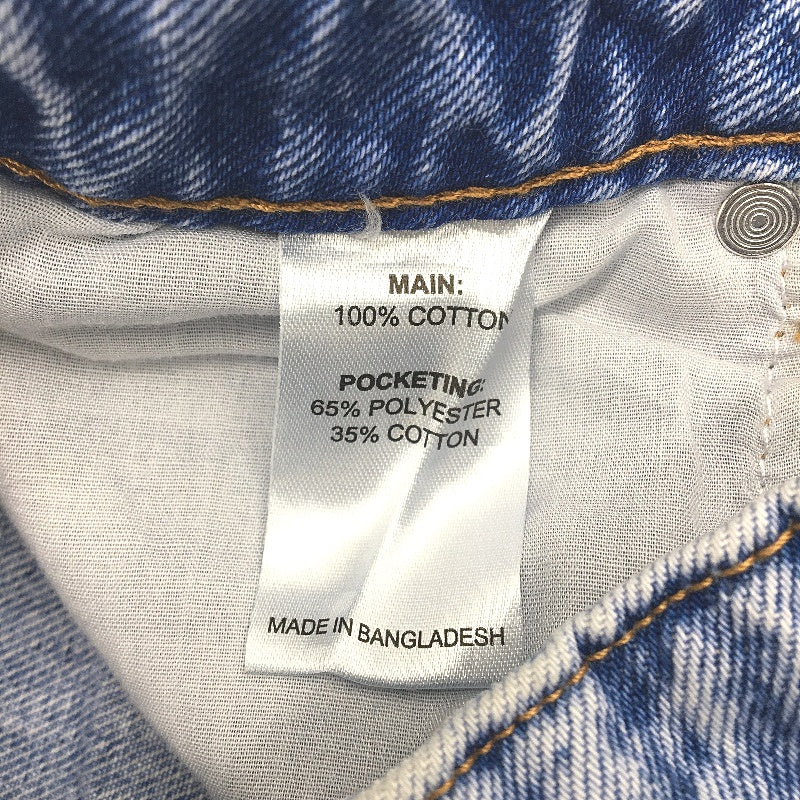 MAIN:
100% COTTON
POCKETING:
65% POLYESTER
35% COTTON
MADE IN BANGLADESH